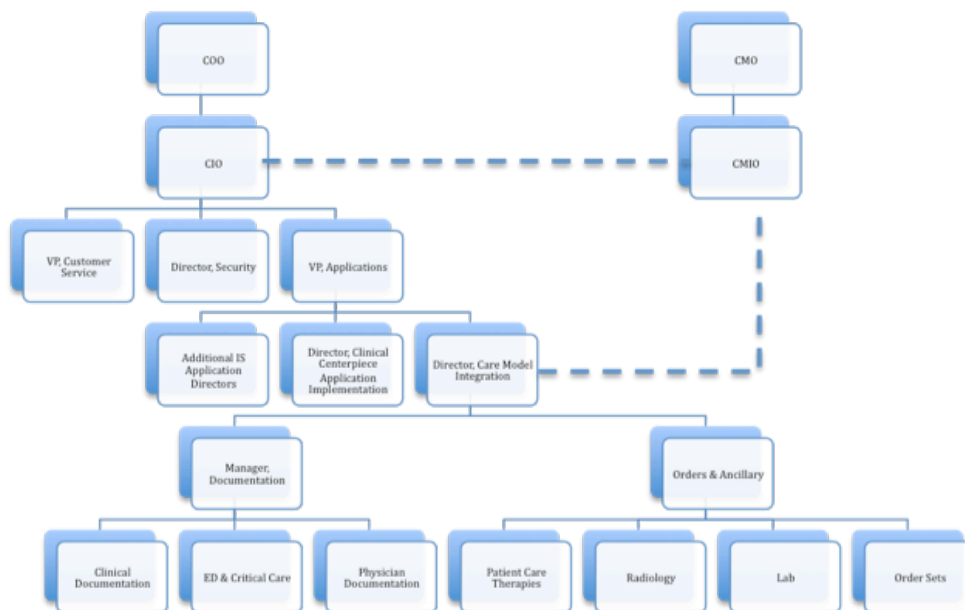 COO
CMO
CIO
CMIO
VP, Customer
Service
Director, Security
VP, Applications
Additional IS
Application
Directors
Director, Clinical
Centerpiece
Application
Implementation
Director, Care Model
Integration
Manager,
Documentation
Orders & Ancillary
Clinical
Documentation
ED & Critical Care
Physician
Documentation
Patient Care
Therapies
Radiology
Lab
Order Sets